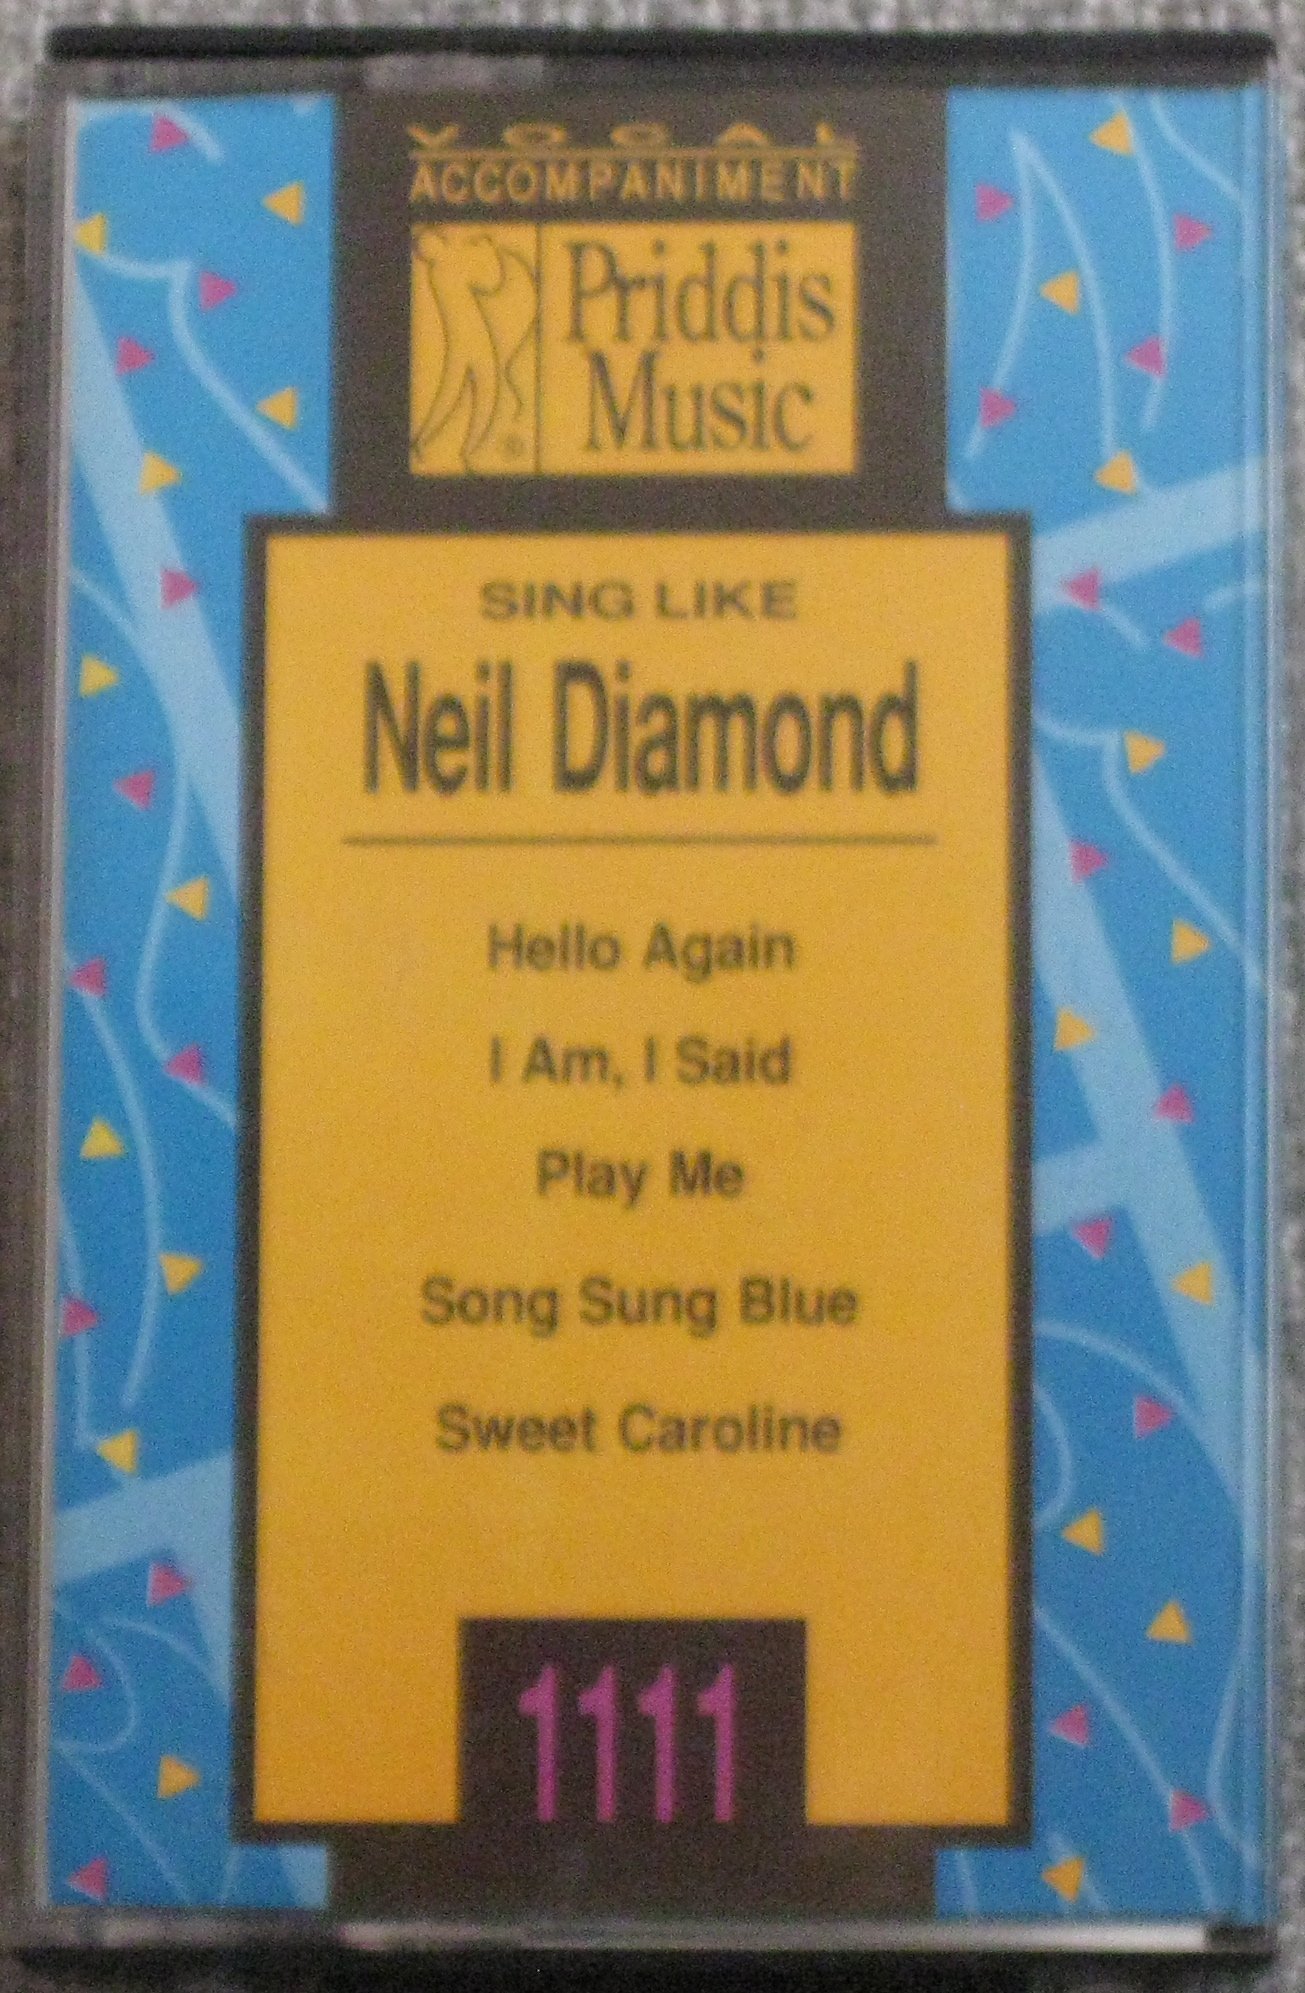 VOCAL
ACCOMPANIMENT
Priddis
Music
®
SING LIKE
Neil Diamond
Hello Again
I Am, I Said
Play Me
Song Sung Blue
Sweet Caroline
1111